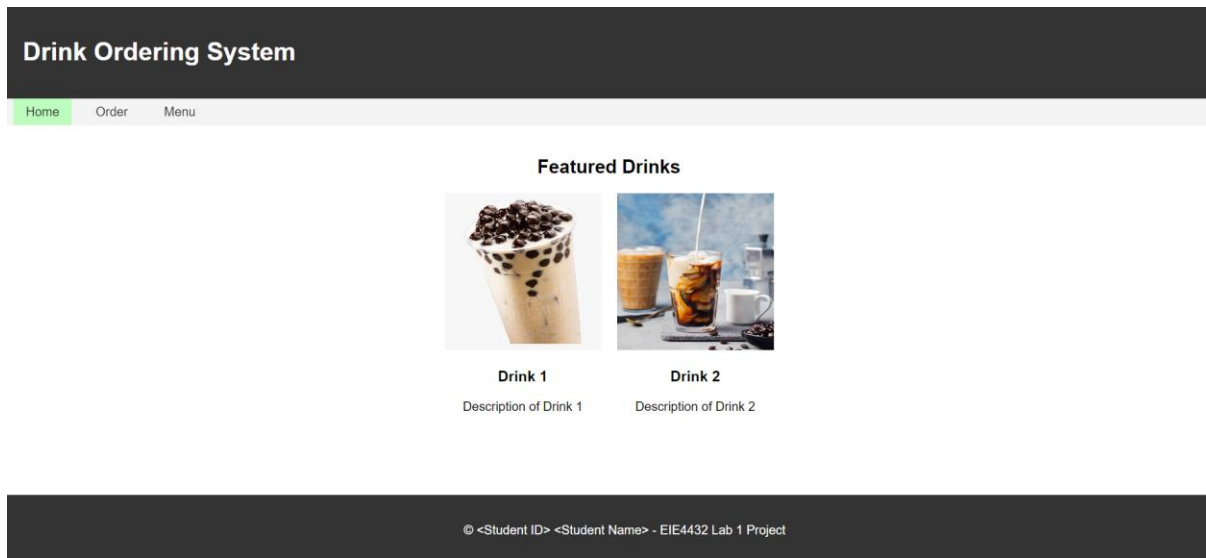 Drink Ordering System
Home Order Menu
Featured Drinks
Drink 1 Drink 2
Description of Drink 1 Description of Drink 2
© <Student ID> <Student Name> - EIE4432 Lab 1 Project